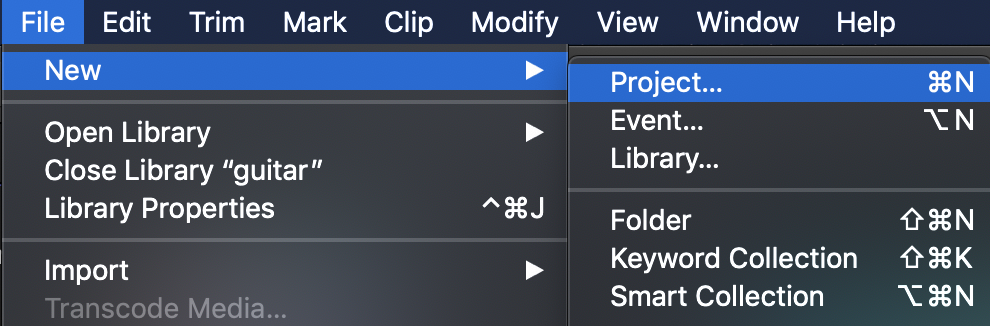 File Edit Trim Mark Clip Modify View Window Help
New ▶
Open Library ▶
Close Library “guitar”
Library Properties ^⌘J
Import ▶
Transcode Media...
Project... ⌘N
Event... ⌥N
Library...
Folder ⇧⌘N
Keyword Collection ⇧⌘K
Smart Collection ⌥⌘N